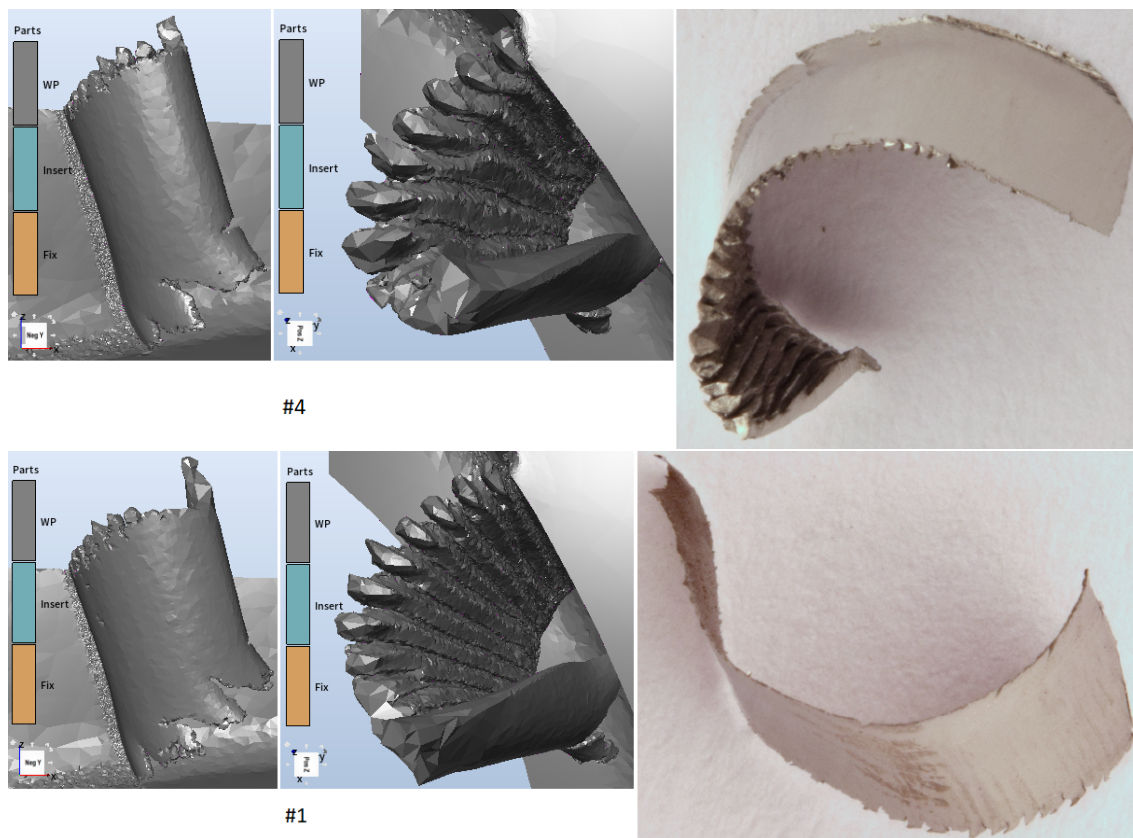 Parts
WP
Insert
Fix
z
Neg Y
x
Parts
WP
Insert
Fix
z
y
Pos Z
x
#4
Parts
WP
Insert
Fix
z
Neg Y
x
Parts
WP
Insert
Fix
z
y
Pos Z
x
#1